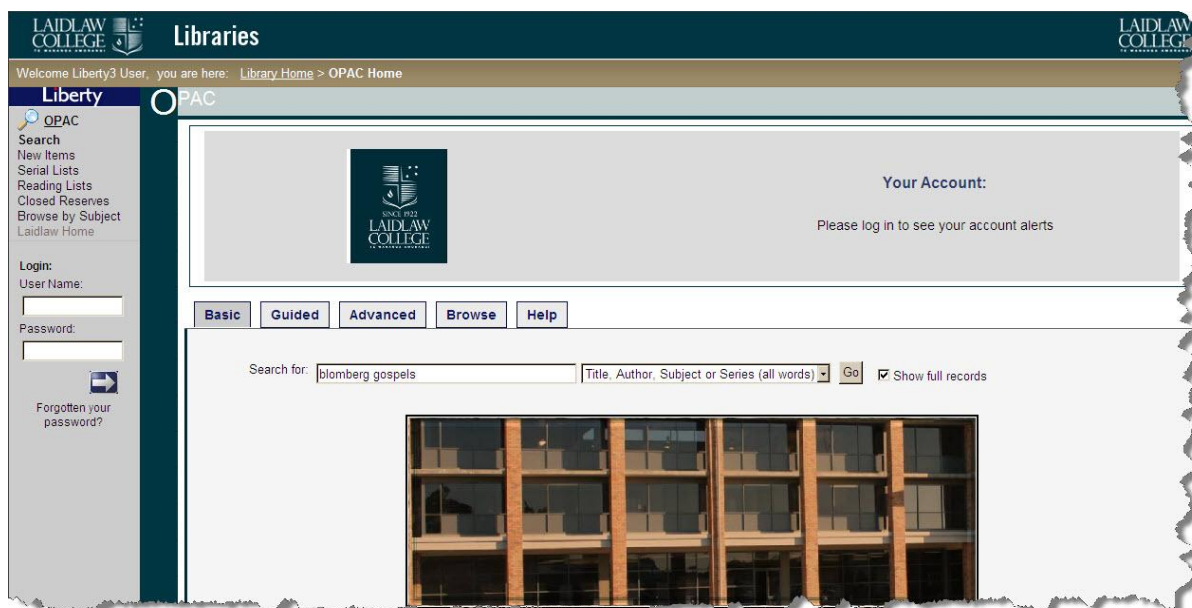 LAIDLAW
COLLEGE
Libraries
LAIDLAW
COLLEGE
Welcome Liberty3 User, you are here: Library Home > OPAC Home
Liberty
OPAC
OPAC
Search
New Items
Serial Lists
Reading Lists
Closed Reserves
Browse by Subject
Laidlaw Home
Login:
User Name:
Password:
Forgotten your
password?
SINCE 1922
LAIDLAW
COLLEGE
Your Account:
Please log in to see your account alerts
Basic Guided Advanced Browse Help
Search for: blomberg gospels Title, Author, Subject or Series (all words) Go Show full records